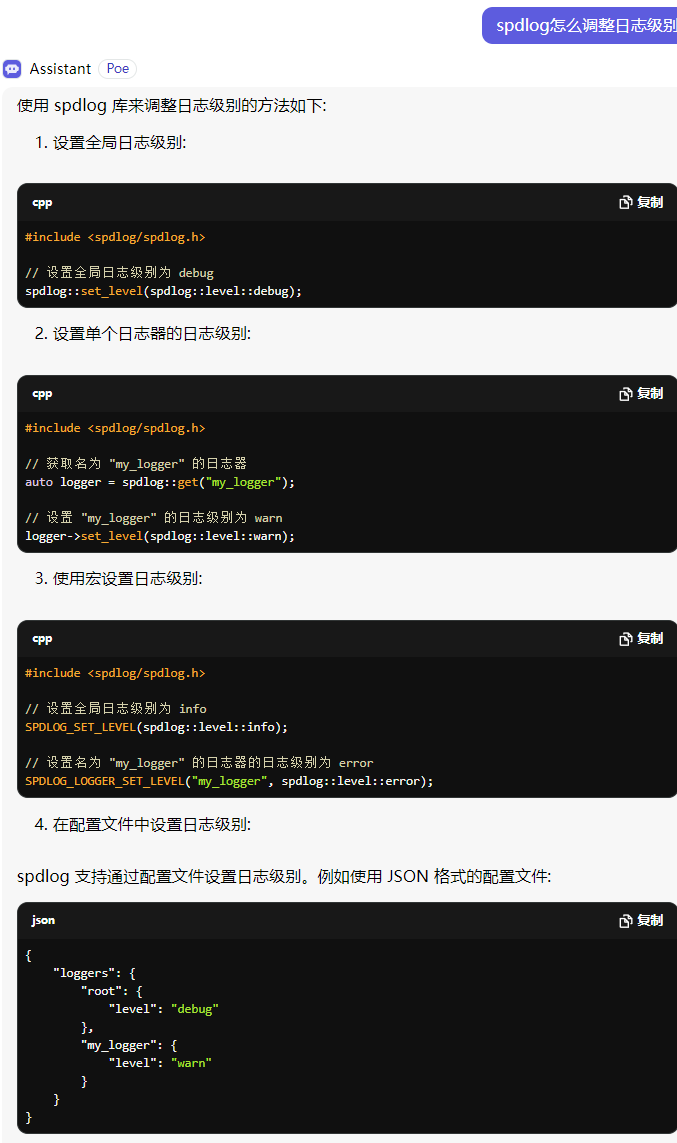 spdlog怎么调整日志级别
Assistant Poe
使用 spdlog 库来调整日志级别的方法如下:
1. 设置全局日志级别:
cpp 复制
#include <spdlog/spdlog.h>
// 设置全局日志级别为 debug
spdlog::set_level(spdlog::level::debug);
2. 设置单个日志器的日志级别:
cpp 复制
#include <spdlog/spdlog.h>
// 获取名为 "my_logger" 的日志器
auto logger = spdlog::get("my_logger");
// 设置 "my_logger" 的日志级别为 warn
logger->set_level(spdlog::level::warn);
3. 使用宏设置日志级别:
cpp 复制
#include <spdlog/spdlog.h>
// 设置全局日志级别为 info
SPDLOG_SET_LEVEL(spdlog::level::info);
// 设置名为 "my_logger" 的日志器的日志级别为 error
SPDLOG_LOGGER_SET_LEVEL("my_logger", spdlog::level::error);
4. 在配置文件中设置日志级别:
spdlog 支持通过配置文件设置日志级别。例如使用 JSON 格式的配置文件:
json 复制
{
    "loggers": {
        "root": {
            "level": "debug"
        },
        "my_logger": {
            "level": "warn"
        }
    }
}